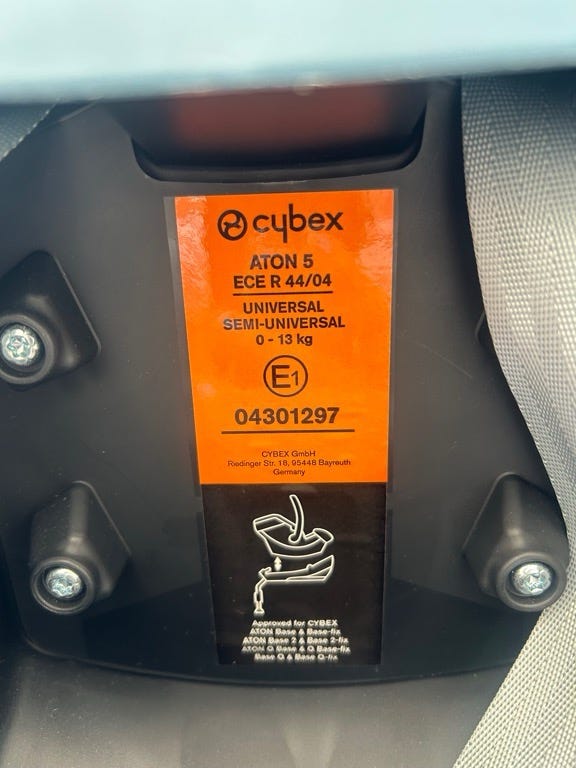 cybex
ATON 5
ECE R 44/04
UNIVERSAL
SEMI-UNIVERSAL
0 - 13 kg
E1
04301297
CYBEX GmbH
Riedinger Str. 18, 95448 Bayreuth
Germany
Approved for CYBEX
ATON Base & Base-fix
ATON Base 2 & Base 2-fix
ATON Q Base & Q Base-fix
Base Q & Base Q-fix